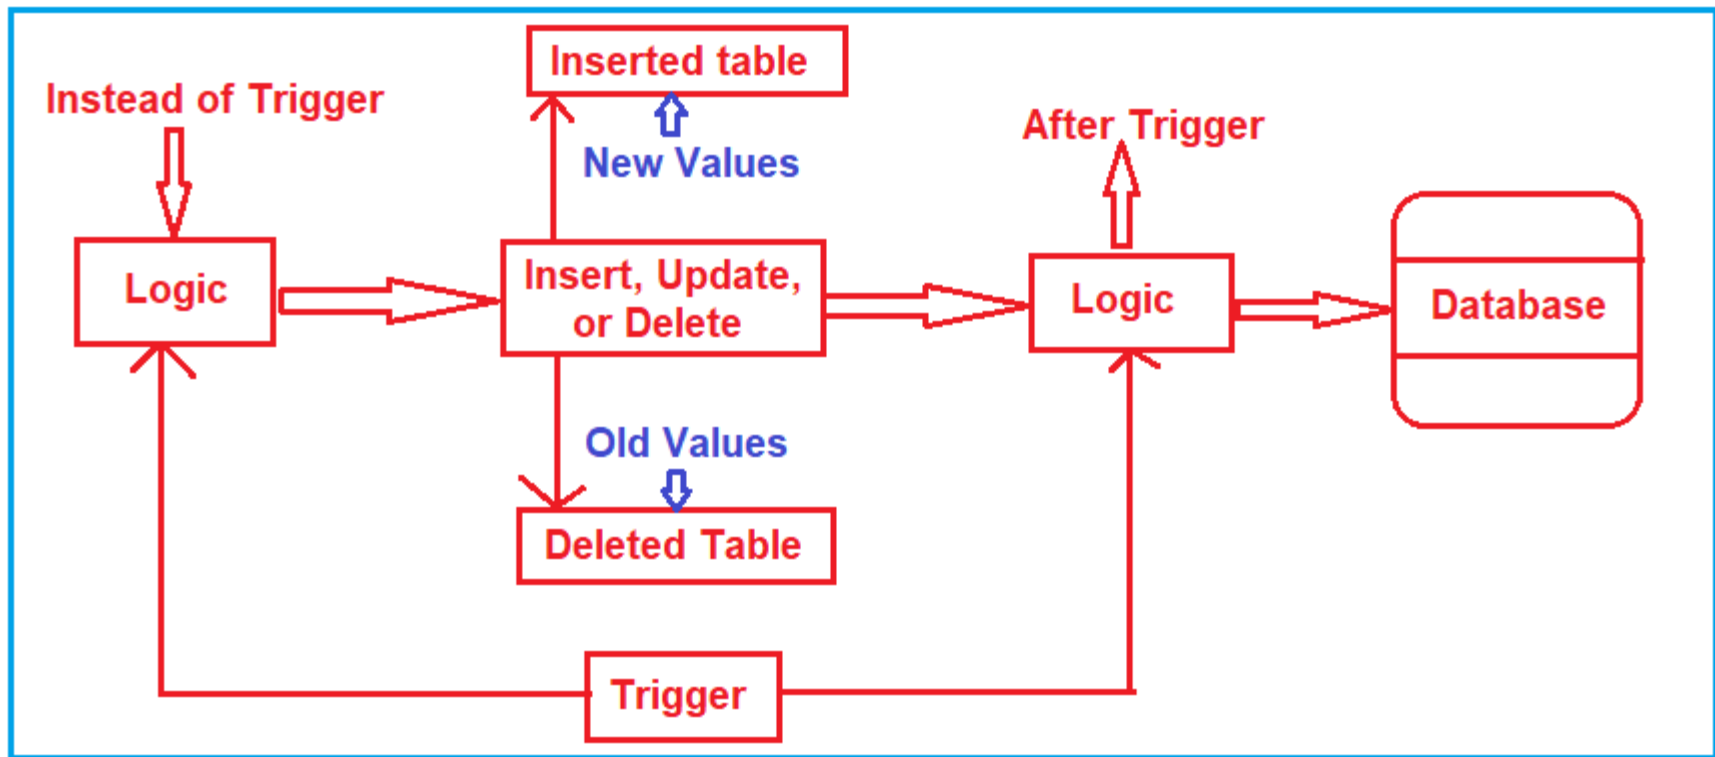 Inserted table
Instead of Trigger
After Trigger
New Values
Logic
Insert, Update,
or Delete
Logic
Database
Old Values
Deleted Table
Trigger